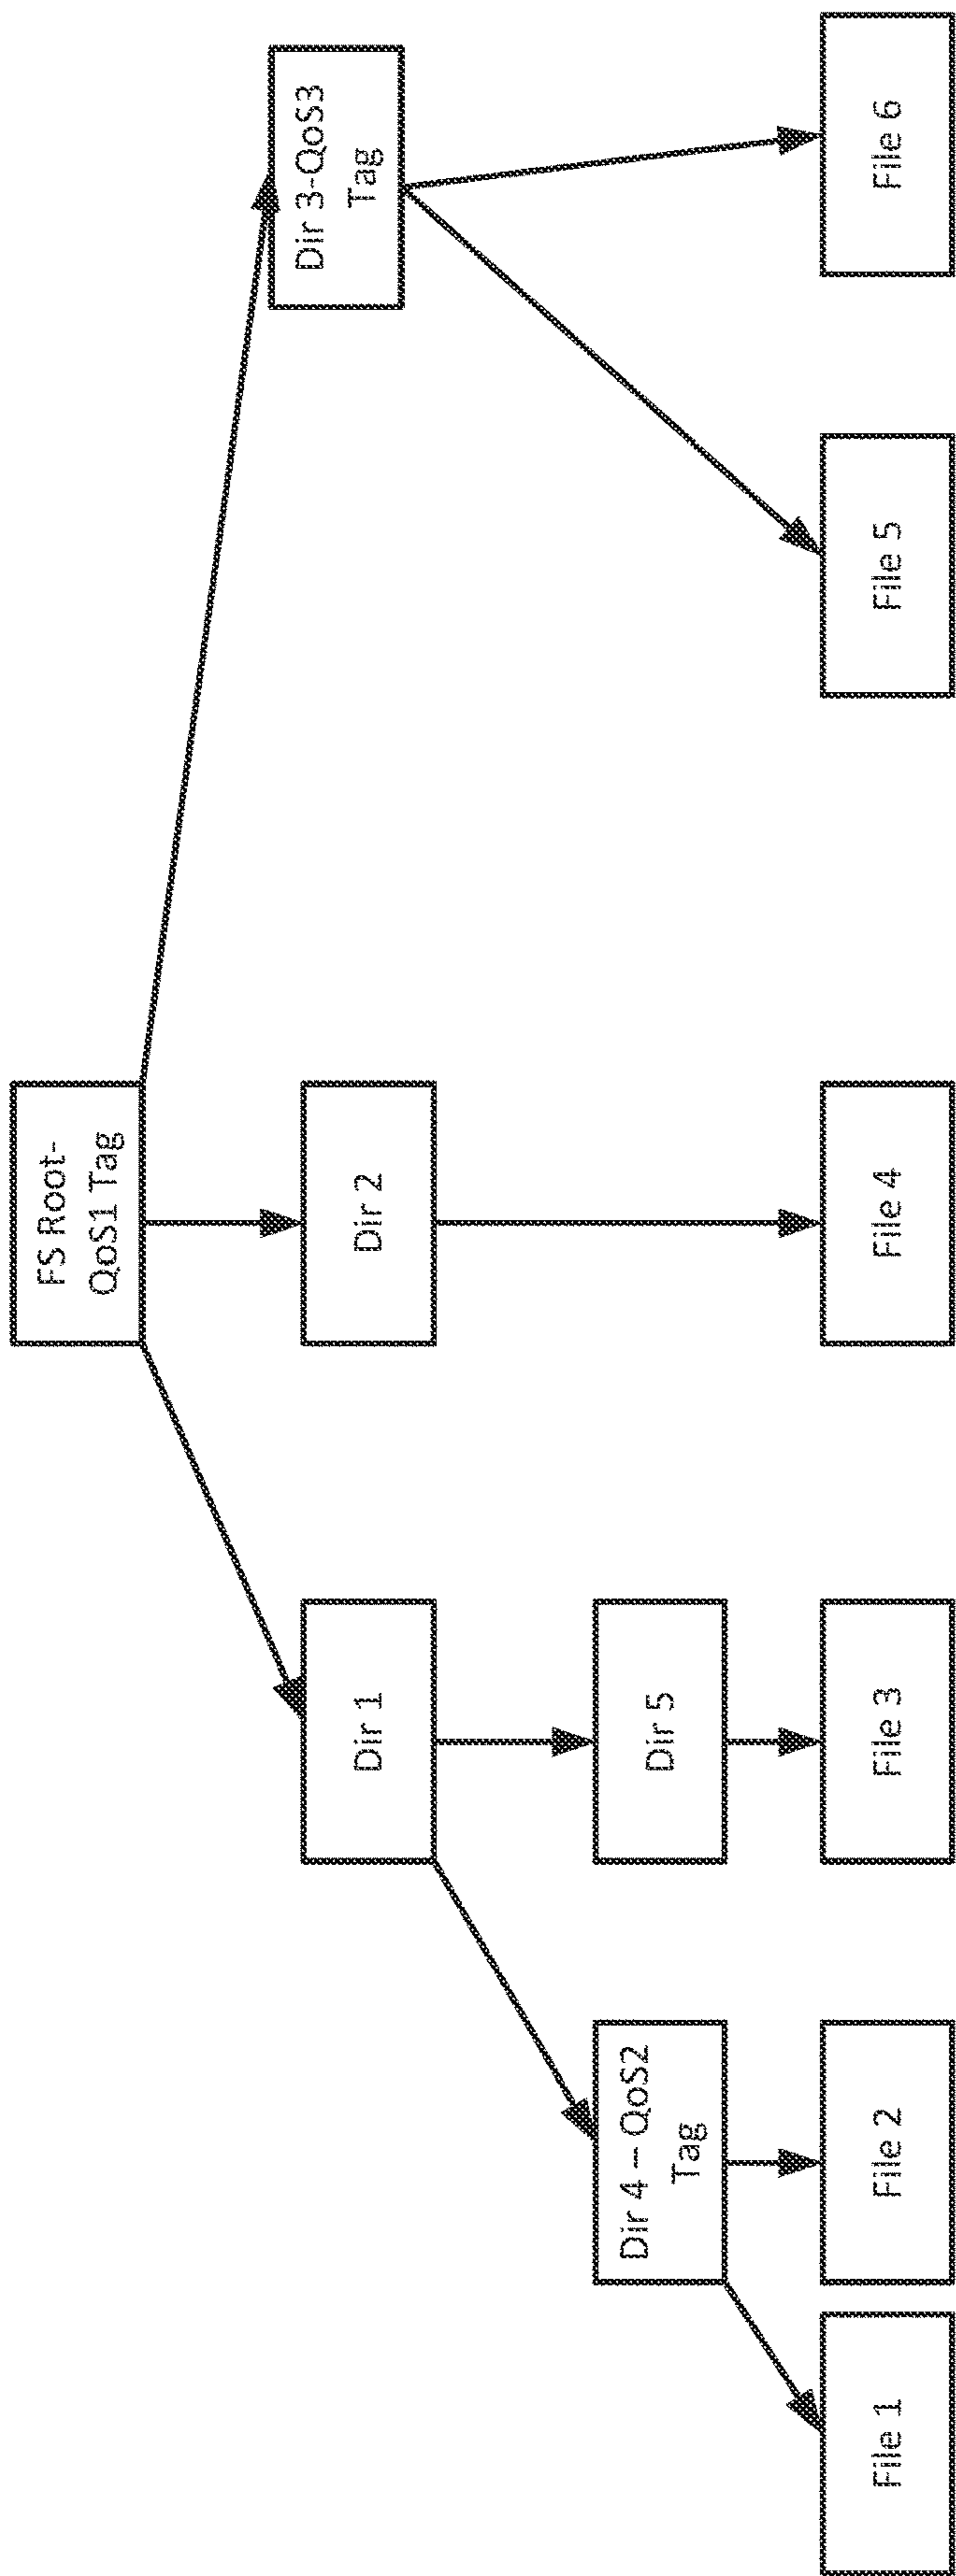 FS Root-
QoS1 Tag
Dir 1
Dir 2
Dir 3-QoS3
Tag
Dir 4 – QoS2
Tag
Dir 5
File 1
File 2
File 3
File 4
File 5
File 6